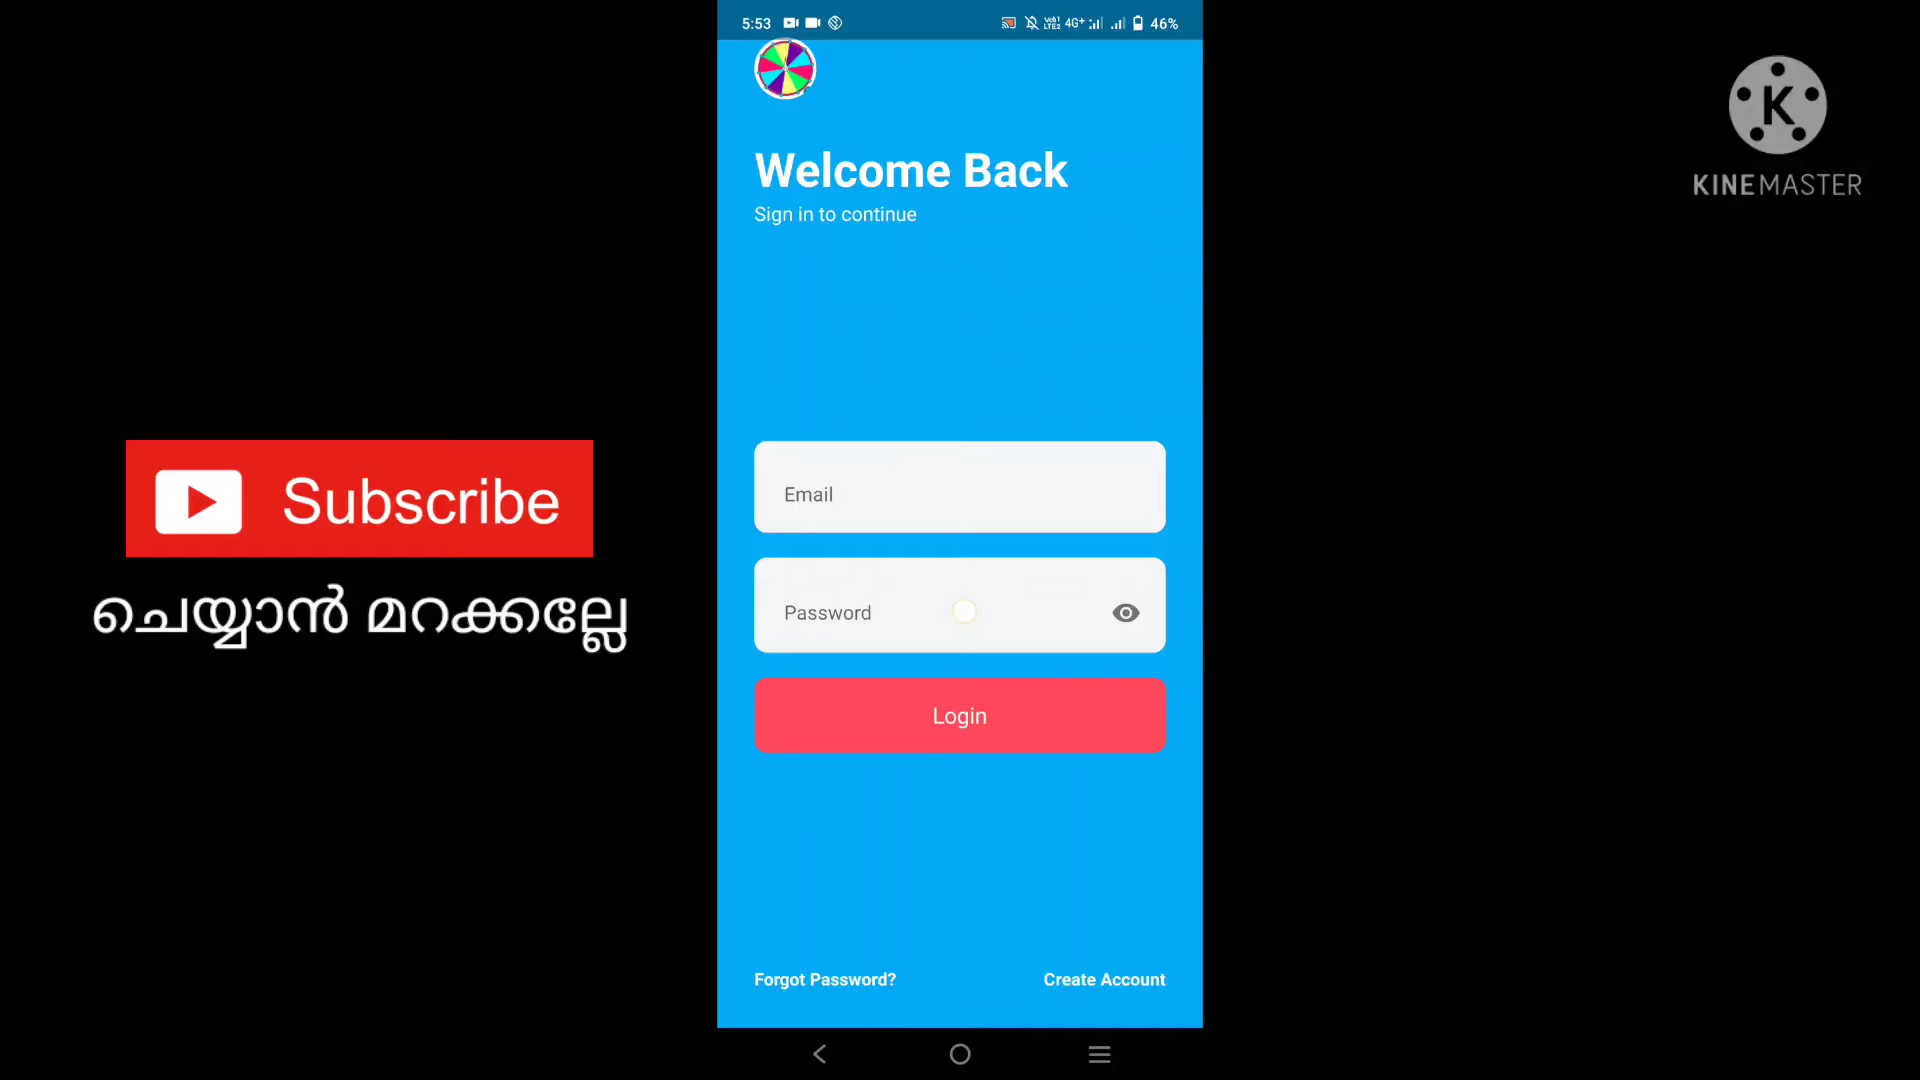 5:53
4G+ 46%
KINEMASTER
Welcome Back
Sign in to continue
Email
Subscribe
ചെയ്യാൻ മറക്കല്ലേ
Password
Login
Forgot Password?
Create Account